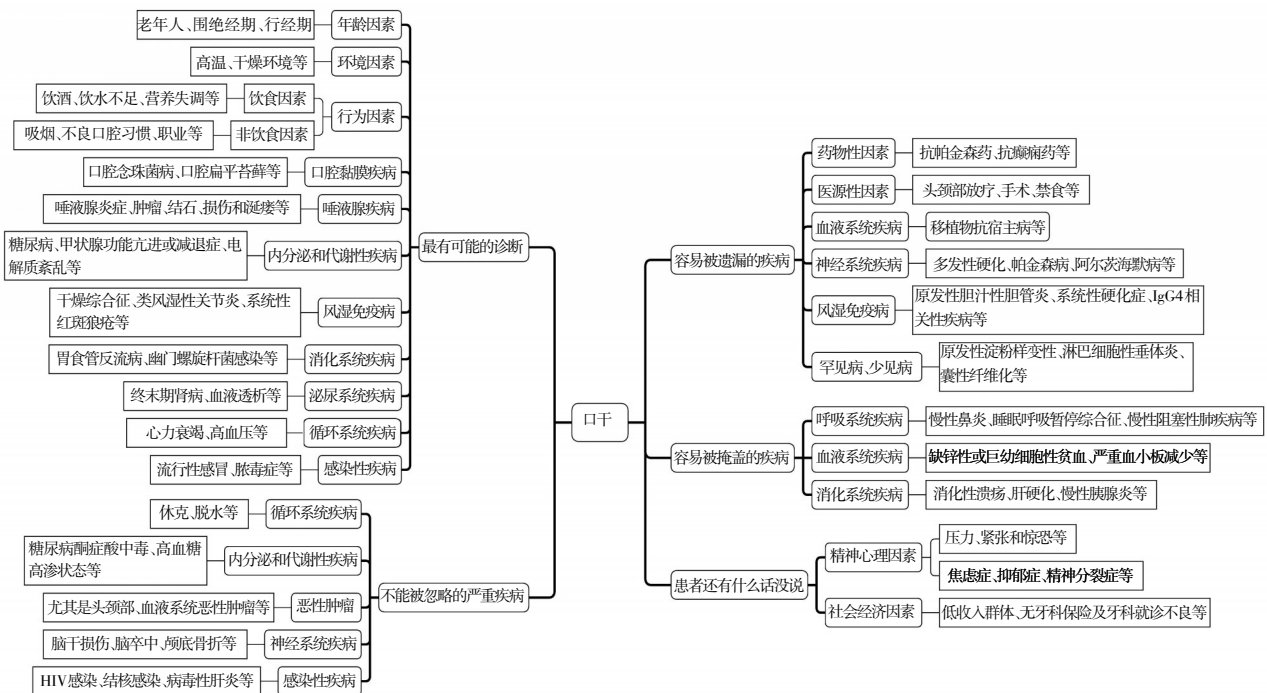 口干
最有可能的诊断
年龄因素
老年人、围绝经期、行经期
环境因素
高温、干燥环境等
行为因素
饮食因素
饮酒、饮水不足、营养失调等
非饮食因素
吸烟、不良口腔习惯、职业等
口腔黏膜疾病
口腔念珠菌病、口腔扁平苔藓等
唾液腺疾病
唾液腺炎症、肿瘤、结石、损伤和涎瘘等
内分泌和代谢性疾病
糖尿病、甲状腺功能亢进或减退症、电
解质紊乱等
风湿免疫病
干燥综合征、类风湿性关节炎、系统性
红斑狼疮等
消化系统疾病
胃食管反流病、幽门螺旋杆菌感染等
泌尿系统疾病
终末期肾病、血液透析等
循环系统疾病
心力衰竭、高血压等
感染性疾病
流行性感冒、脓毒症等
不能被忽略的严重疾病
循环系统疾病
休克、脱水等
内分泌和代谢性疾病
糖尿病酮症酸中毒、高血糖
高渗状态等
恶性肿瘤
尤其是头颈部、血液系统恶性肿瘤等
神经系统疾病
脑干损伤、脑卒中、颅底骨折等
感染性疾病
HIV感染、结核感染、病毒性肝炎等
容易被遗漏的疾病
药物性因素
抗帕金森药、抗癫痫药等
医源性因素
头颈部放疗、手术、禁食等
血液系统疾病
移植物抗宿主病等
神经系统疾病
多发性硬化、帕金森病、阿尔茨海默病等
风湿免疫病
原发性胆汁性胆管炎、系统性硬化症、IgG4相
关性疾病等
罕见病、少见病
原发性淀粉样变性、淋巴细胞性垂体炎、
囊性纤维化等
容易被掩盖的疾病
呼吸系统疾病
慢性鼻炎、睡眠呼吸暂停综合征、慢性阻塞性肺疾病等
血液系统疾病
缺锌性或巨幼细胞性贫血、严重血小板减少等
消化系统疾病
消化性溃疡、肝硬化、慢性胰腺炎等
患者还有什么话没说
精神心理因素
压力、紧张和惊恐等
焦虑症、抑郁症、精神分裂症等
社会经济因素
低收入群体、无牙科保险及牙科就诊不良等